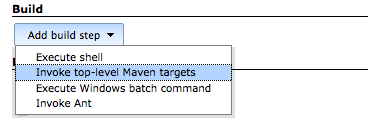 Build
Add build step
Execute shell
Invoke top-level Maven targets
Execute Windows batch command
Invoke Ant